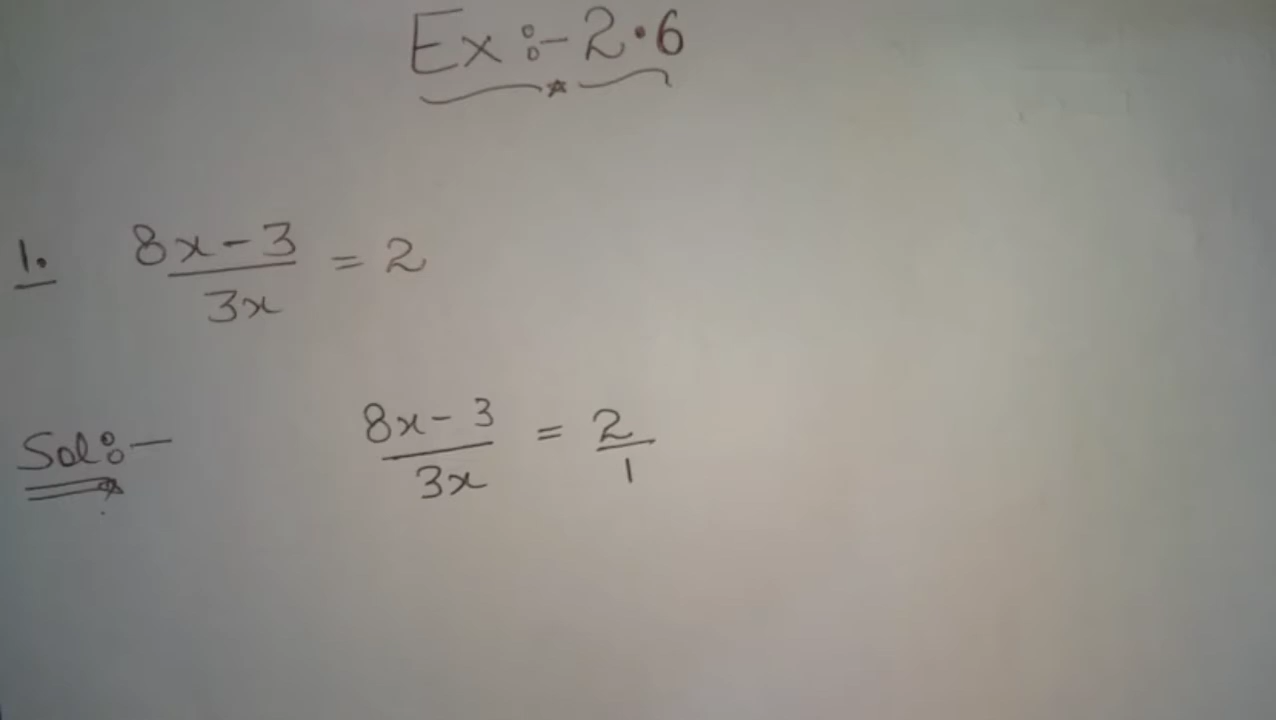 Ex:- 2.6
1. 8x-3/3x = 2
Sol:- 8x-3/3x = 2/1